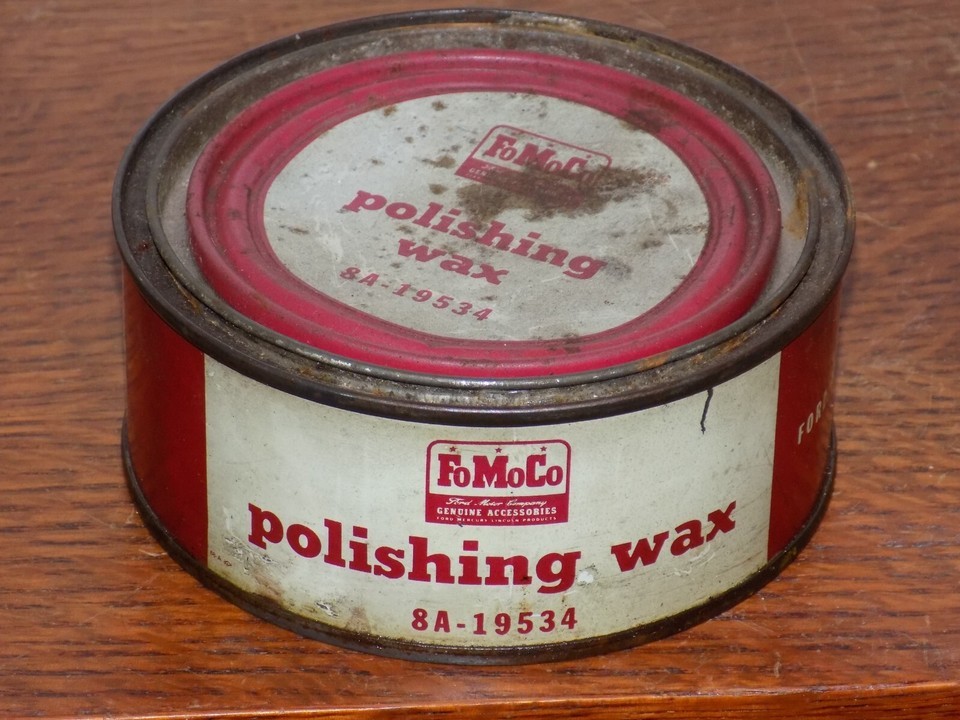 FoMoCo
polishing
wax
8A-19534
FoMoCo
Ford Motor Company
GENUINE ACCESSORIES
FORD MERCURY LINCOLN PRODUCTS
polishing wax
8A-19534